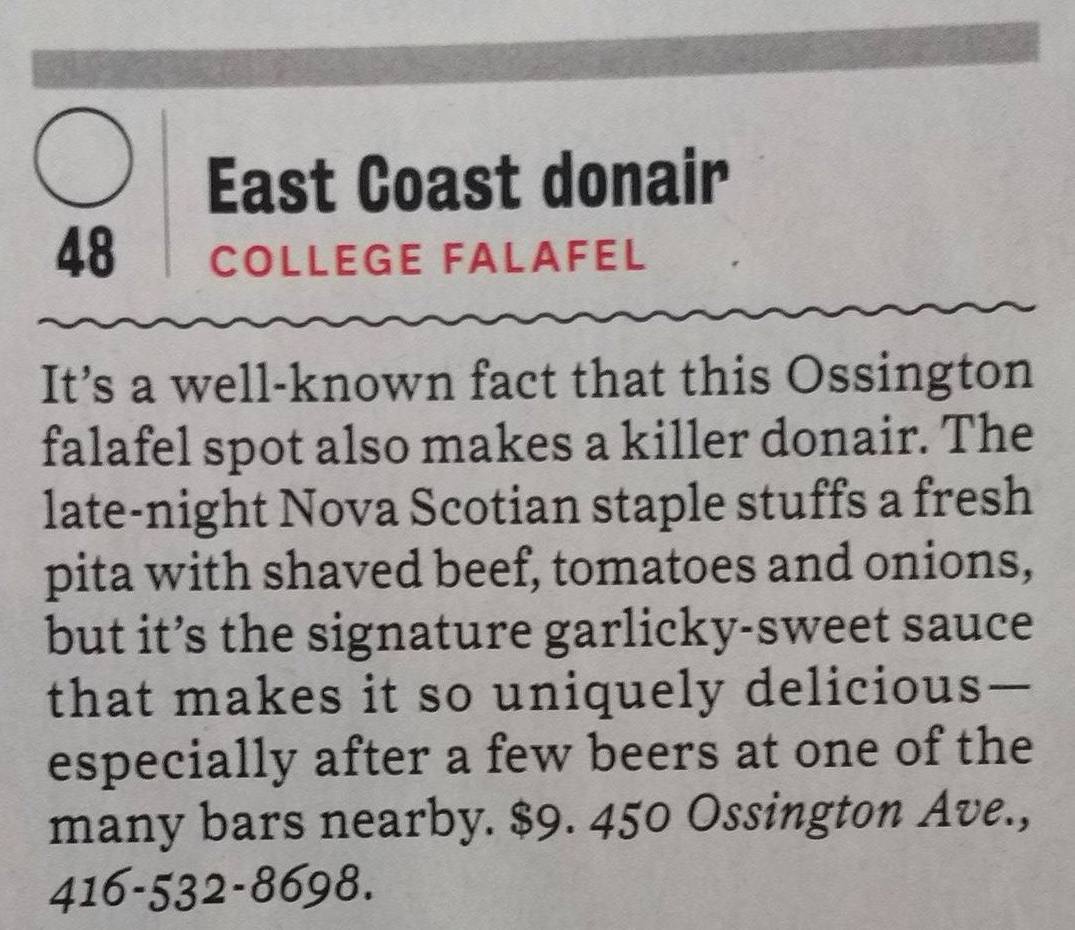 48
East Coast donair
COLLEGE FALAFEL
It's a well-known fact that this Ossington
falafel spot also makes a killer donair. The
late-night Nova Scotian staple stuffs a fresh
pita with shaved beef, tomatoes and onions,
but it's the signature garlicky-sweet sauce
that makes it so uniquely delicious—
especially after a few beers at one of the
many bars nearby. $9. 450 Ossington Ave.,
416-532-8698.